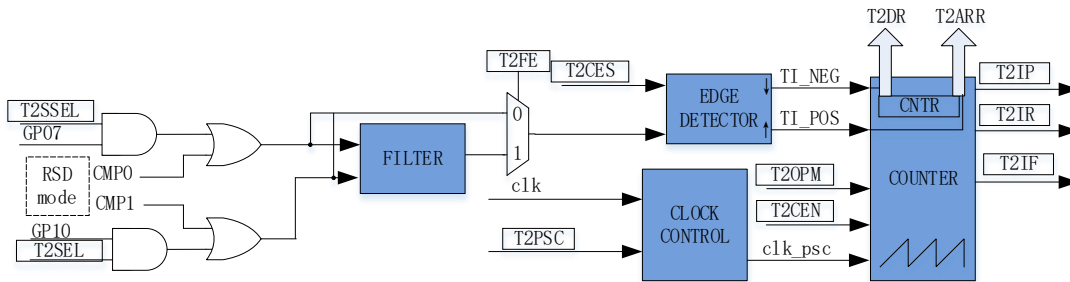 T2DR
T2ARR
T2FE
T2CES
T2SSEL
GP07
RSD
mode
CMP0
CMP1
GP10
T2SEL
FILTER
0
1
EDGE
DETECTOR
TI_NEG
TI_POS
CNTR
COUNTER
T2IP
T2IR
T2IF
clk
T2PSC
CLOCK
CONTROL
T2OPM
T2CEN
clk_psc